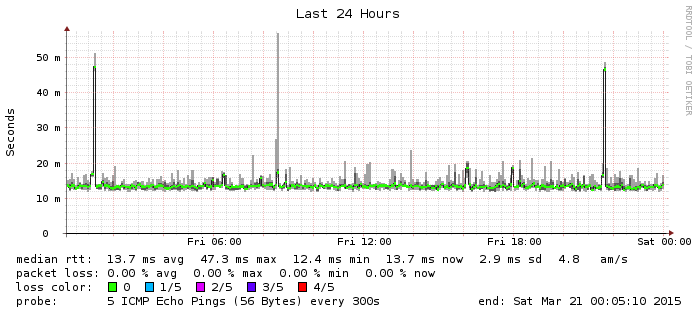 Last 24 Hours
RRDTOOL / TOBI OETIKER
Seconds
50 m
40 m
30 m
20 m
10 m
0
Fri 06:00 Fri 12:00 Fri 18:00 Sat 00:00
median rtt: 13.7 ms avg 47.3 ms max 12.4 ms min 13.7 ms now 2.9 ms sd 4.8 am/s
packet loss: 0.00 % avg 0.00 % max 0.00 % min 0.00 % now
loss color: 0 1/5 2/5 3/5 4/5
probe: 5 ICMP Echo Pings (56 Bytes) every 300s end: Sat Mar 21 00:05:10 2015